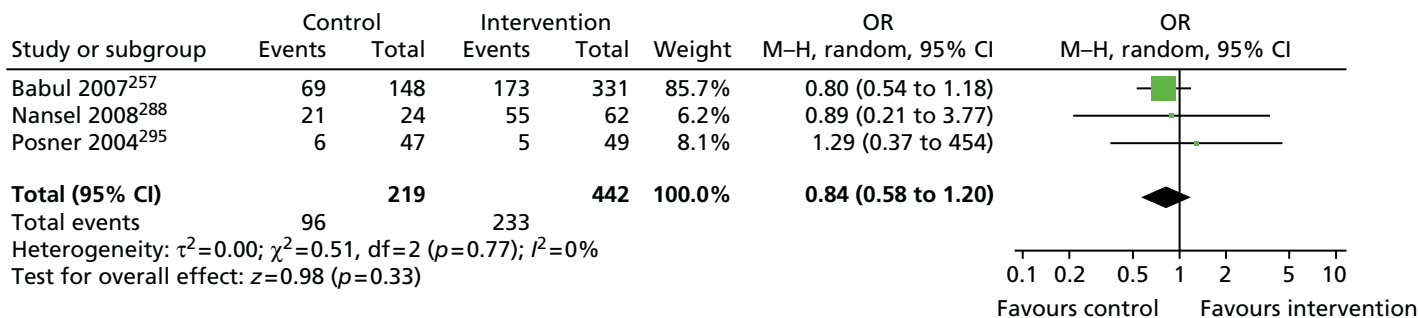 Control Intervention OR OR
Study or subgroup Events Total Events Total Weight M–H, random, 95% CI M–H, random, 95% CI
Babul 2007257 69 148 173 331 85.7% 0.80 (0.54 to 1.18)
Nansel 2008288 21 24 55 62 6.2% 0.89 (0.21 to 3.77)
Posner 2004295 6 47 5 49 8.1% 1.29 (0.37 to 454)
Total (95% CI) 219 442 100.0% 0.84 (0.58 to 1.20)
Total events 96 233
Heterogeneity: τ2=0.00; χ2=0.51, df=2 (p=0.77); I2=0%
Test for overall effect: z=0.98 (p=0.33)
0.1 0.2 0.5 1 2 5 10
Favours control Favours intervention